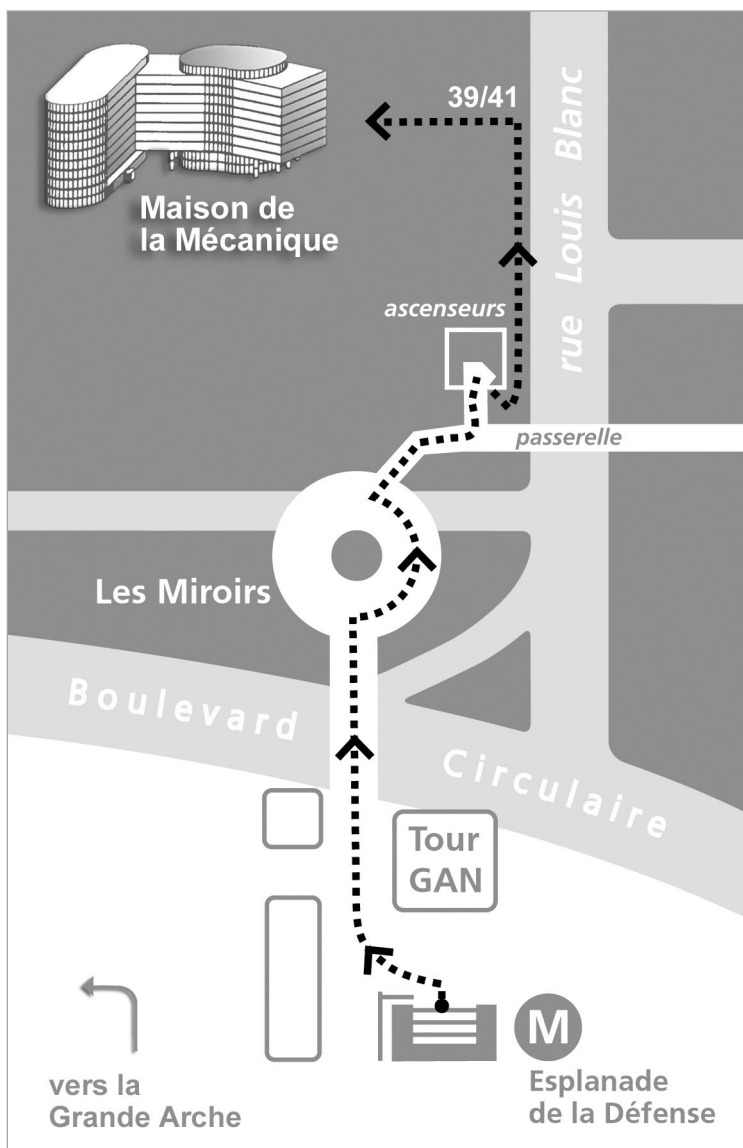 39/41
rue Louis Blanc
Maison de
la Mécanique
ascenseurs
passerelle
Les Miroirs
Boulevard
Circulaire
Tour
GAN
M
vers la
Grande Arche
Esplanade
de la Défense